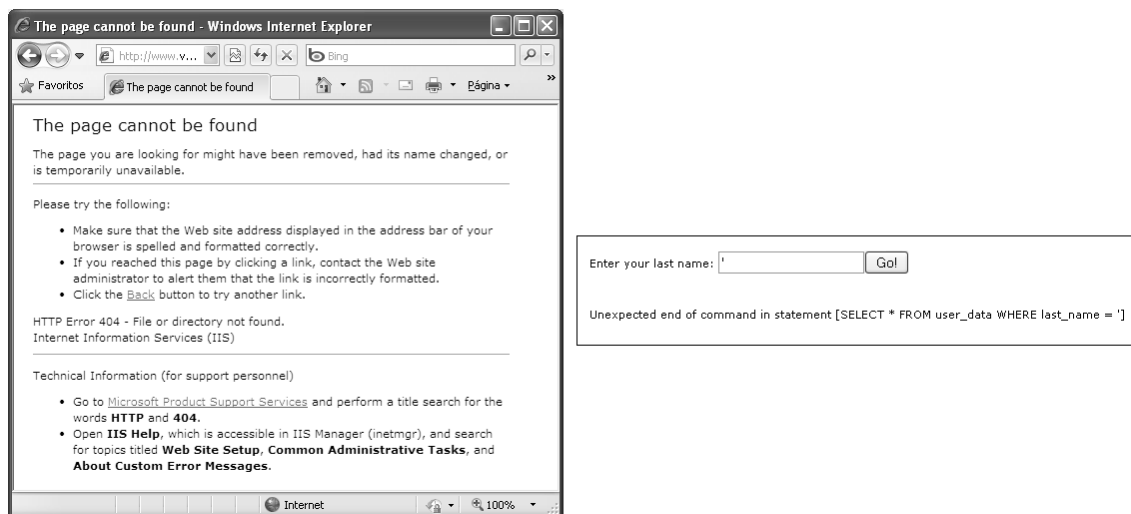 The page cannot be found - Windows Internet Explorer
http://www.v...
Bing
Favoritos
The page cannot be found
Página
»
The page cannot be found
The page you are looking for might have been removed, had its name changed, or
is temporarily unavailable.
Please try the following:
• Make sure that the Web site address displayed in the address bar of your
browser is spelled and formatted correctly.
• If you reached this page by clicking a link, contact the Web site
administrator to alert them that the link is incorrectly formatted.
• Click the Back button to try another link.
HTTP Error 404 - File or directory not found.
Internet Information Services (IIS)
Technical Information (for support personnel)
• Go to Microsoft Product Support Services and perform a title search for the
words HTTP and 404.
• Open IIS Help, which is accessible in IIS Manager (inetmgr), and search
for topics titled Web Site Setup, Common Administrative Tasks, and
About Custom Error Messages.
Internet
100%
Enter your last name: ' Go!
Unexpected end of command in statement [SELECT * FROM user_data WHERE last_name = ']